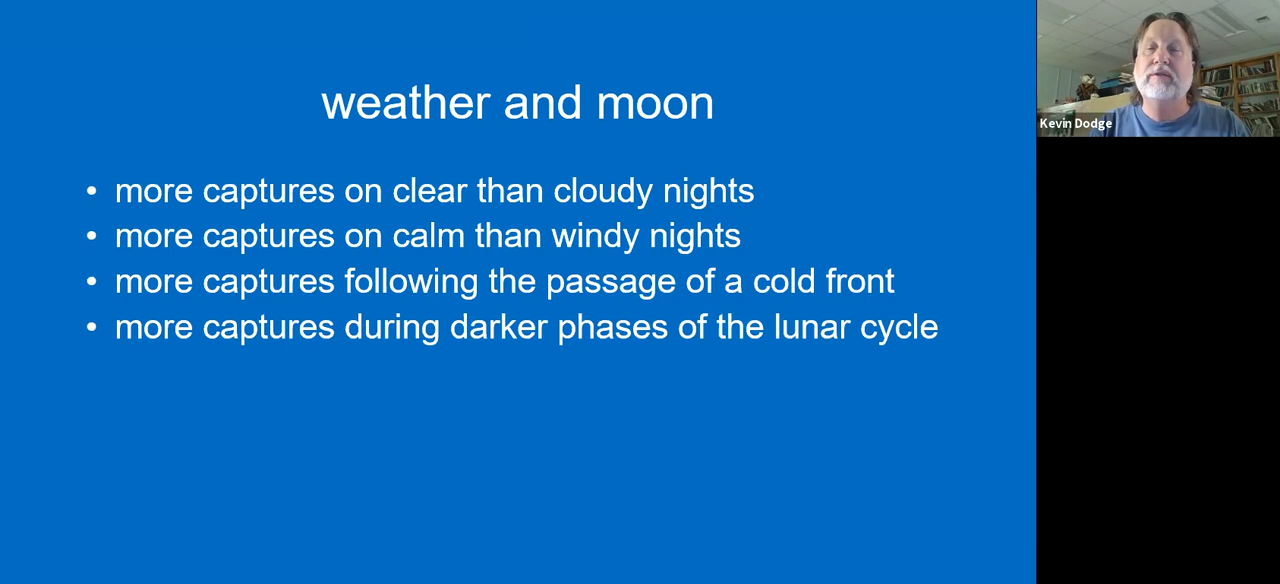 weather and moon
• more captures on clear than cloudy nights
• more captures on calm than windy nights
• more captures following the passage of a cold front
• more captures during darker phases of the lunar cycle
Kevin Dodge